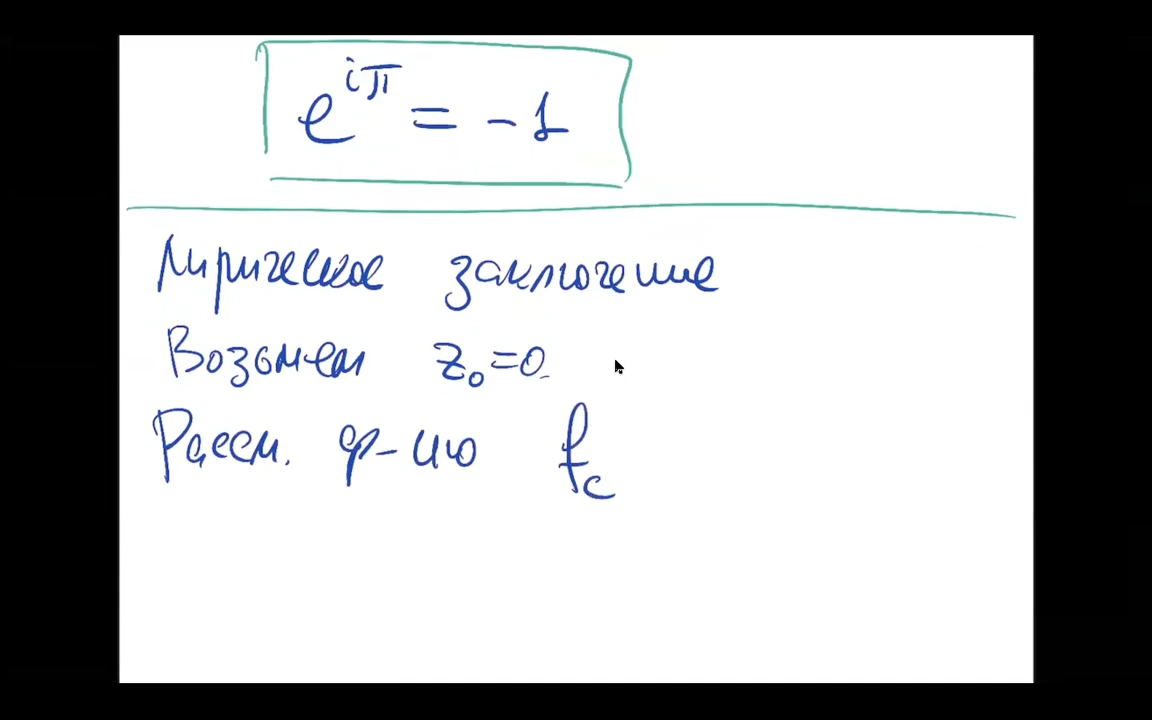 e^{iπ} = -1
Лирическое заключение
Возьмем z₀=0.
Рассм. ф-ию f_c